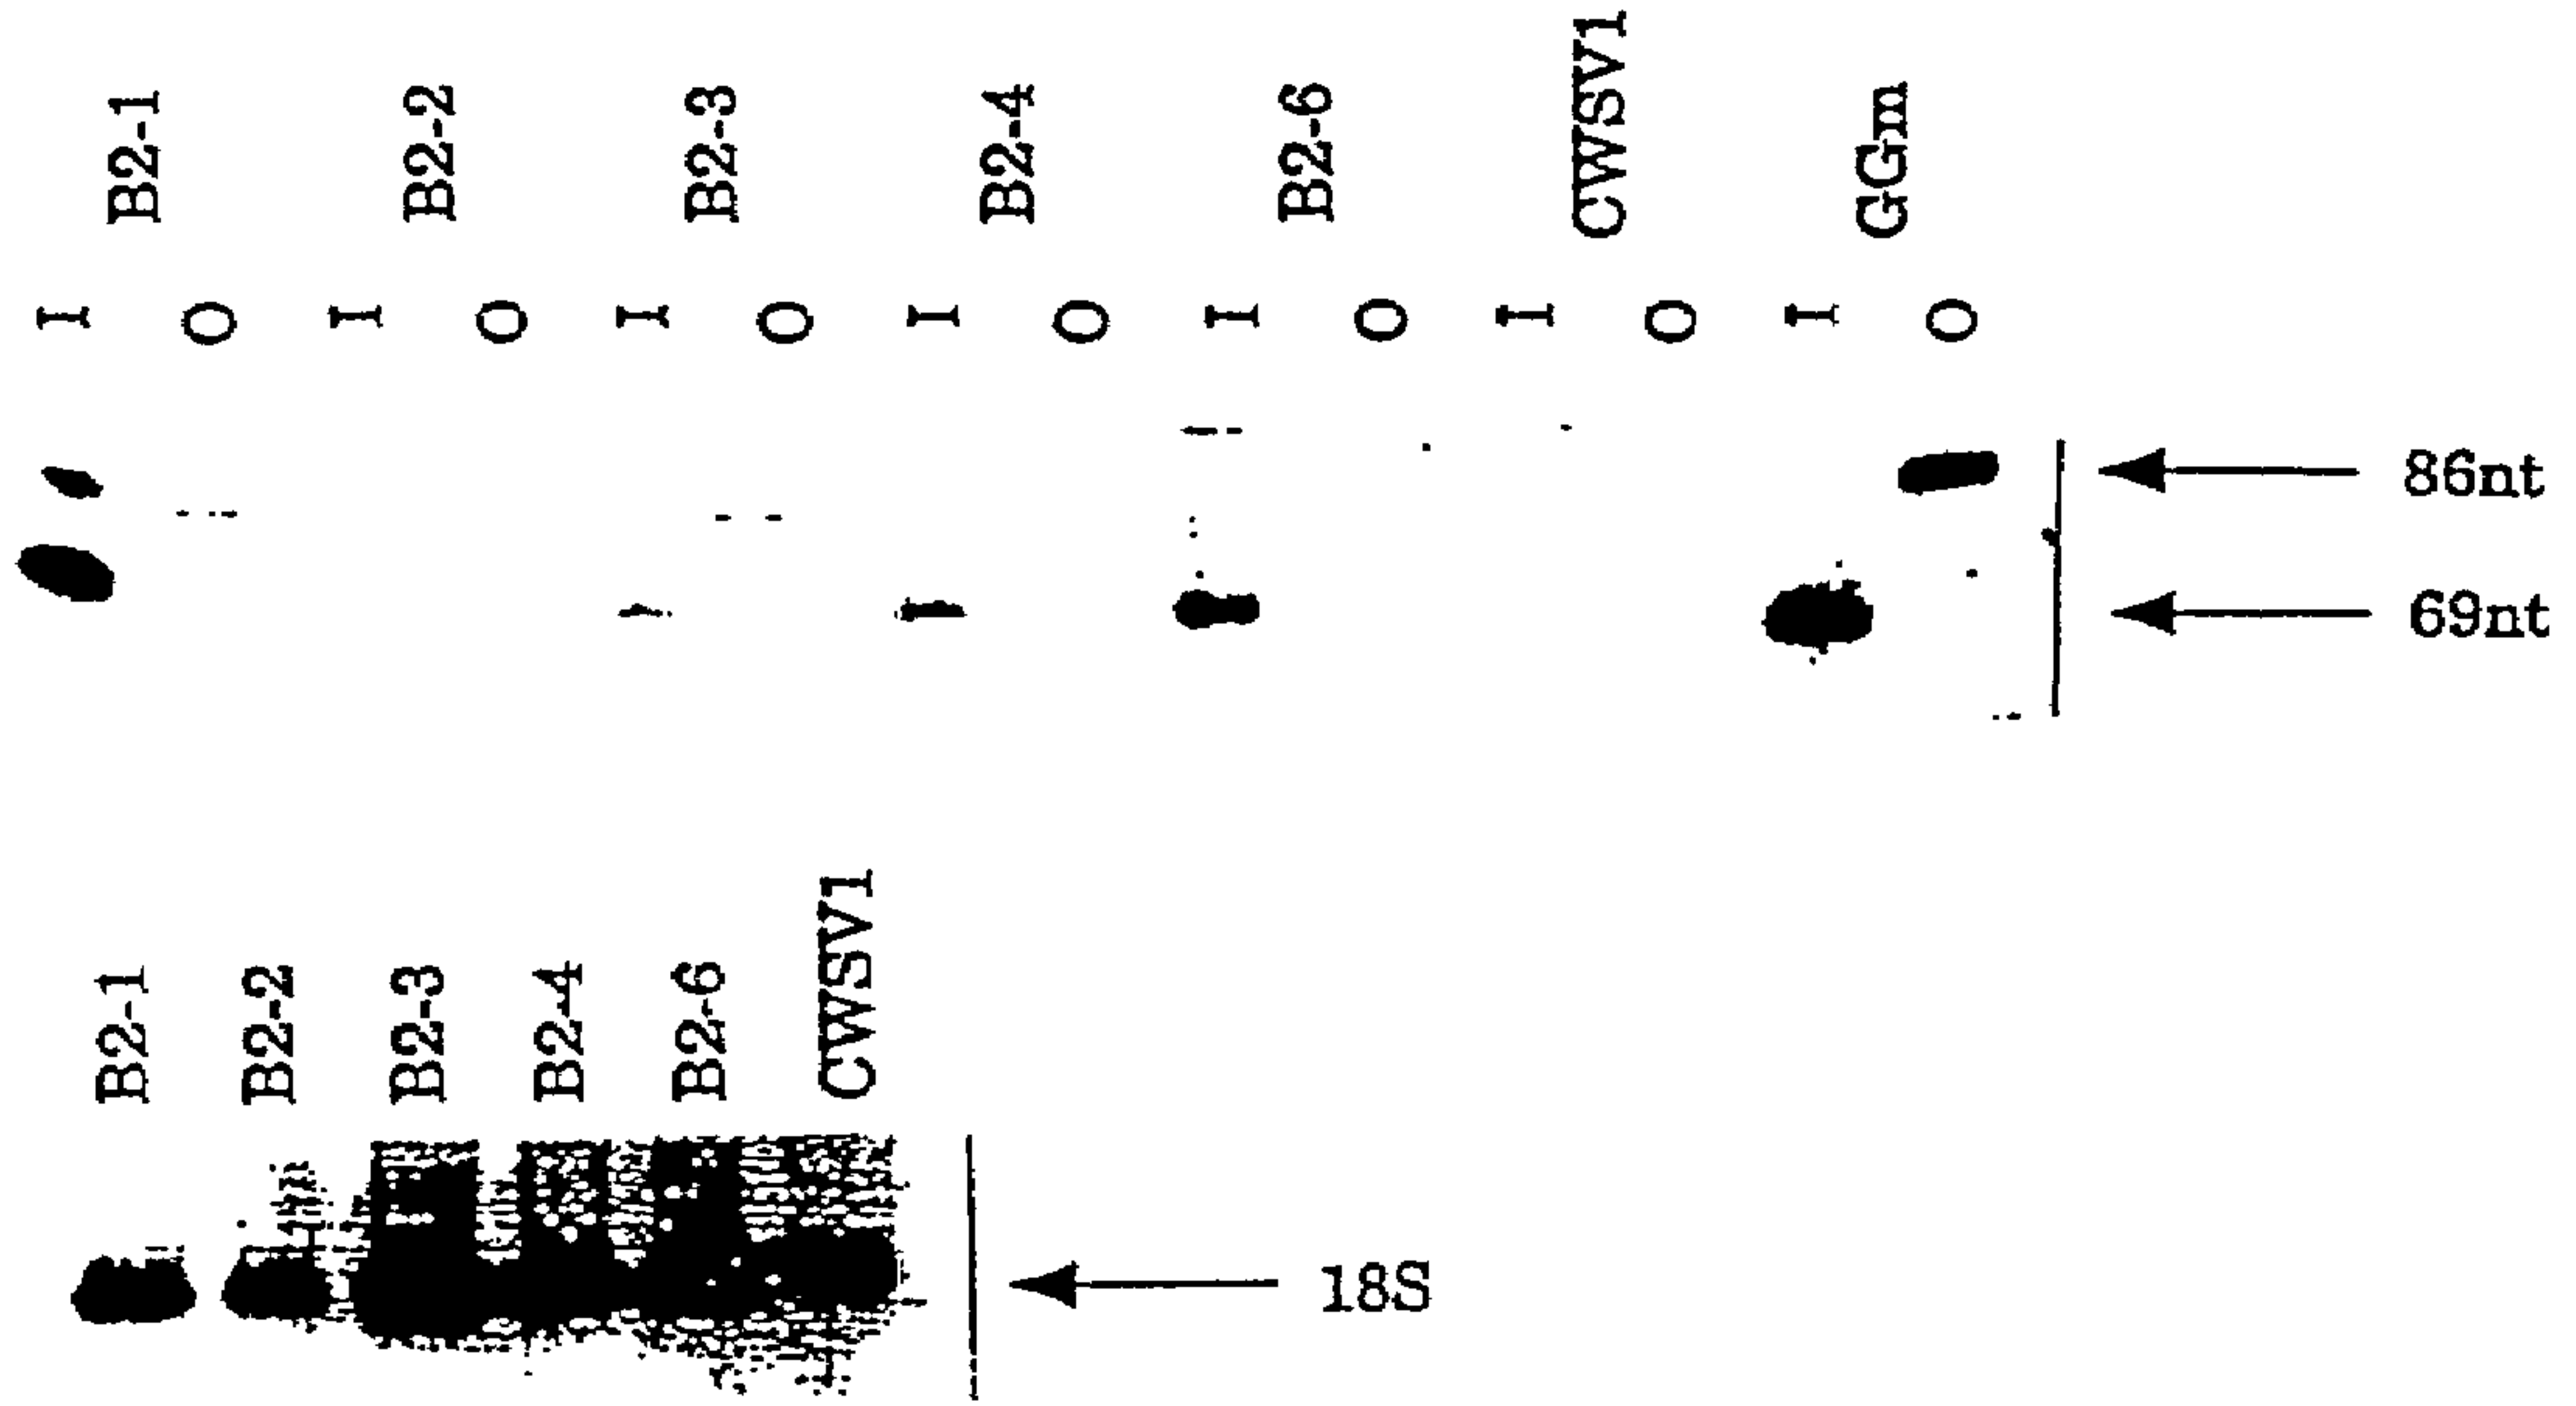 B2-1 B2-2 B2-3 B2-4 B2-6 CWSV1 GGm
I O I O I O I O I O I O I O
86nt
69nt
B2-1 B2-2 B2-3 B2-4 B2-6 CWSV1
18S